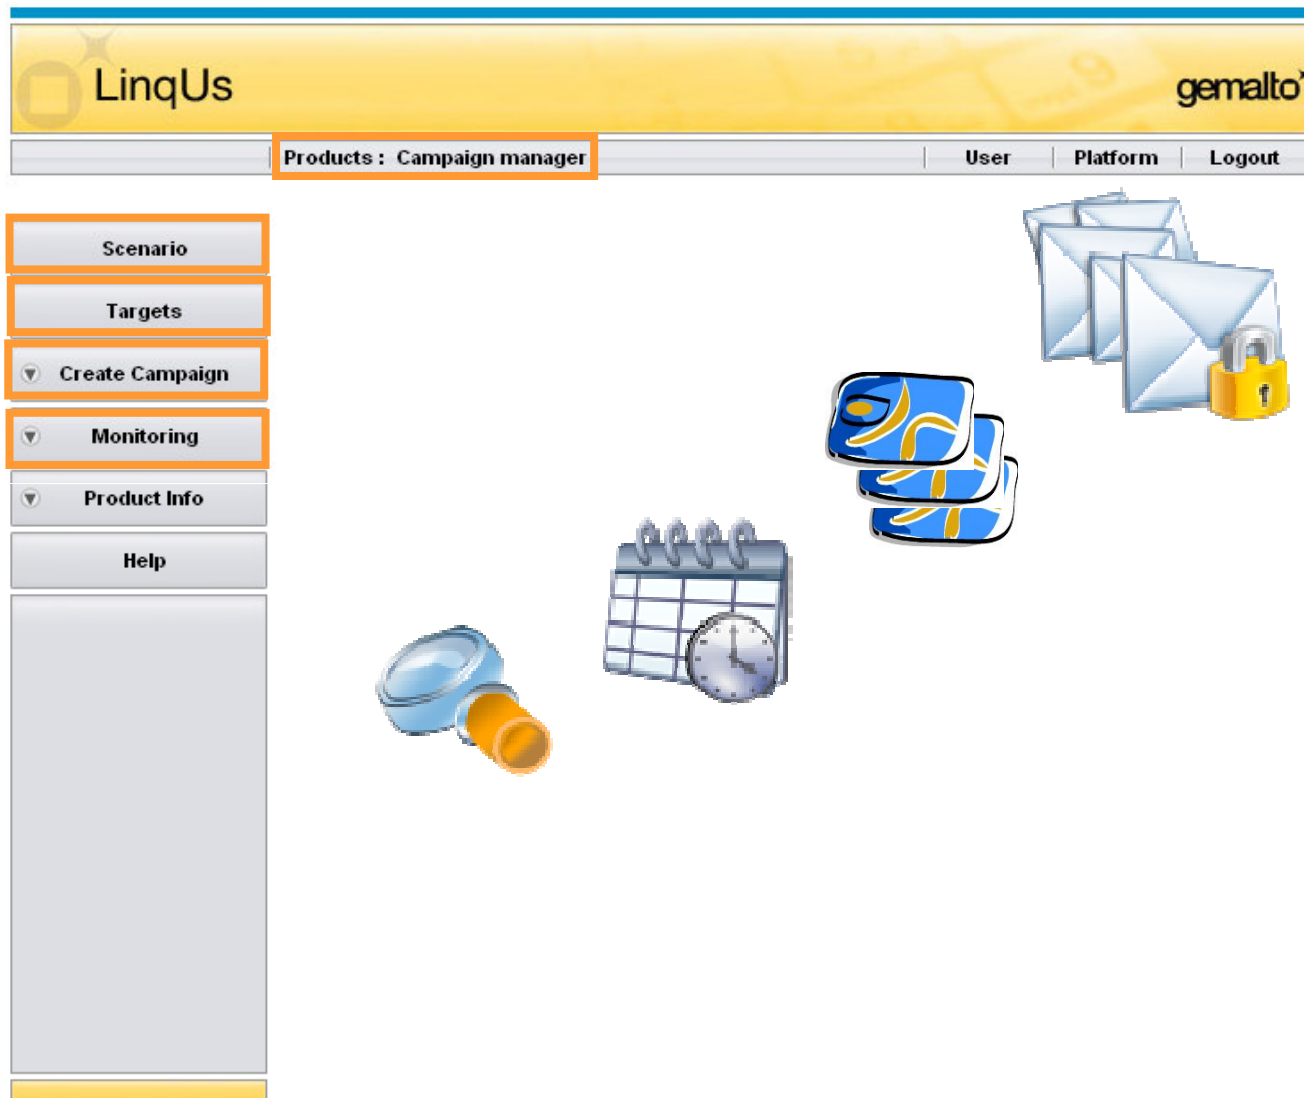 LinqUs
gemalto
Products : Campaign manager
User
Platform
Logout
Scenario
Targets
Create Campaign
Monitoring
Product Info
Help